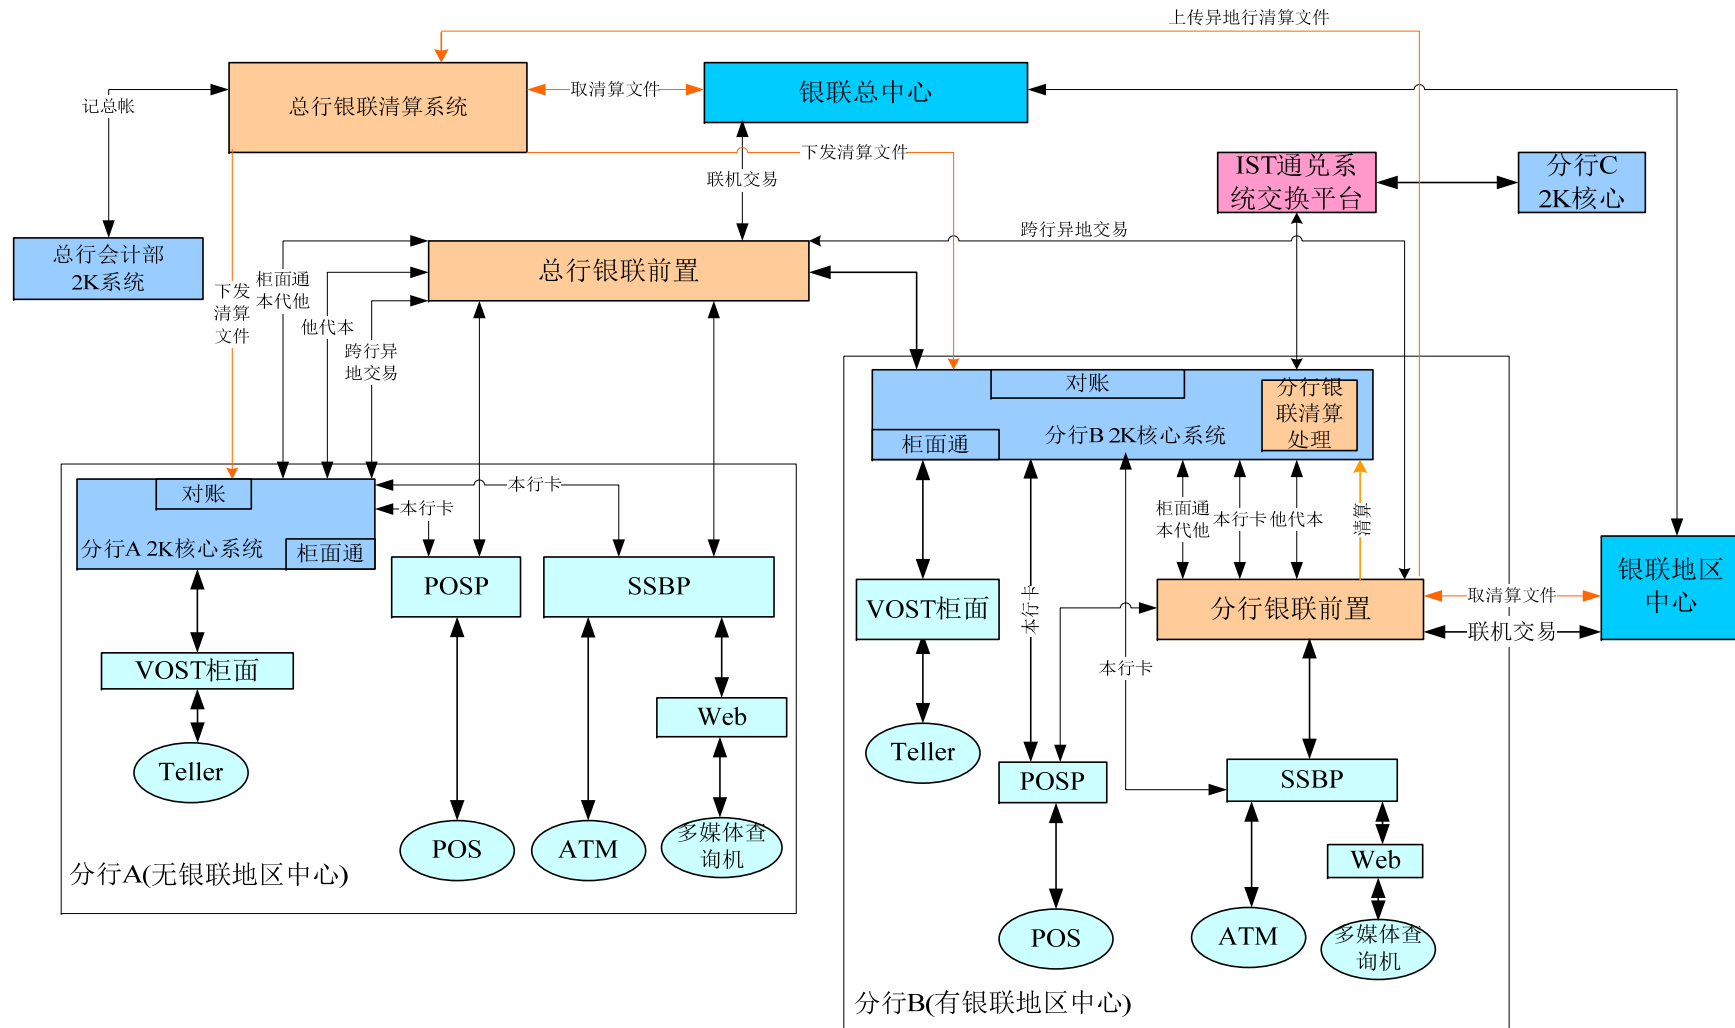 上传异地行清算文件
总行银联清算系统
取清算文件
银联总中心
记总帐
下发清算文件
联机交易
IST通兑系
统交换平台
分行C
2K核心
总行会计部
2K系统
下发
清算
文件
柜面通
本代他
他代本
跨行异
地交易
总行银联前置
跨行异地交易
对账
分行银
联清算
处理
分行B 2K核心系统
柜面通
对账
分行A 2K核心系统
柜面通
本行卡
本行卡
POSP
SSBP
VOST柜面
Teller
Web
POS
ATM
多媒体查
询机
分行A(无银联地区中心)
柜面通
本代他
本行卡
他代本
清算
VOST柜面
本行卡
本行卡
分行银联前置
取清算文件
联机交易
银联地区
中心
Teller
POSP
SSBP
Web
POS
ATM
多媒体查
询机
分行B(有银联地区中心)